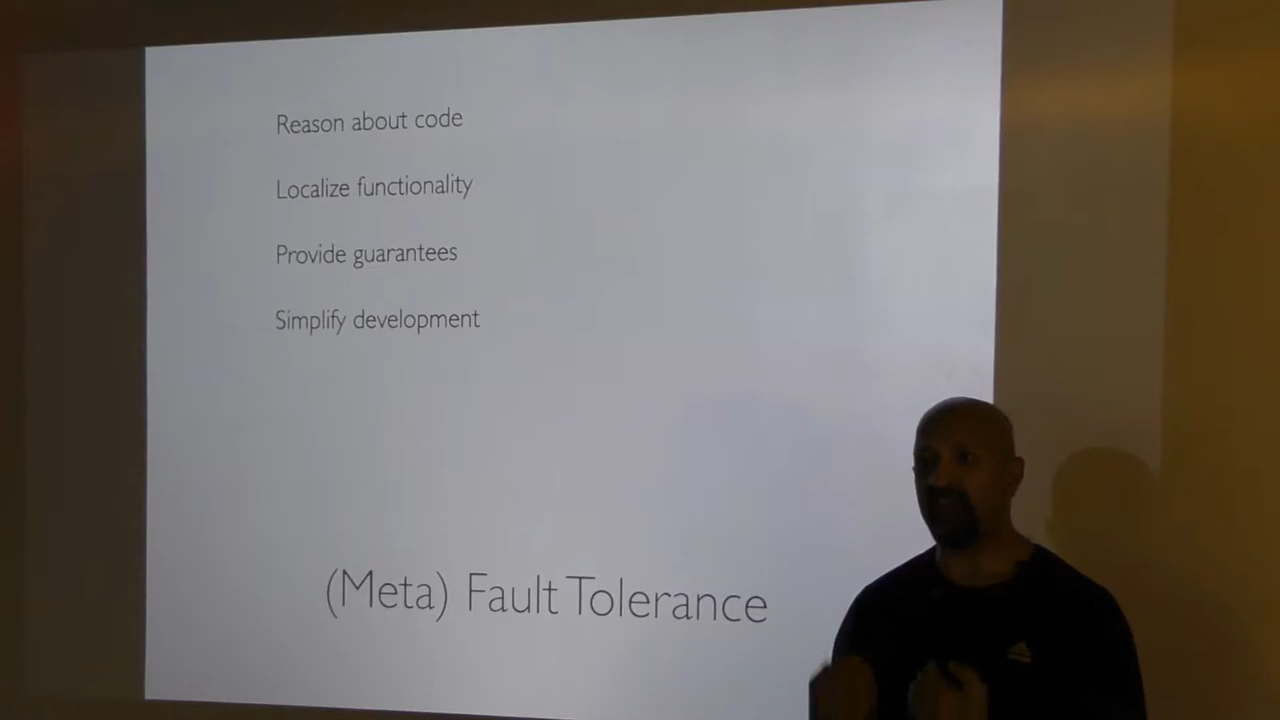 Reason about code
Localize functionality
Provide guarantees
Simplify development
(Meta) Fault Tolerance